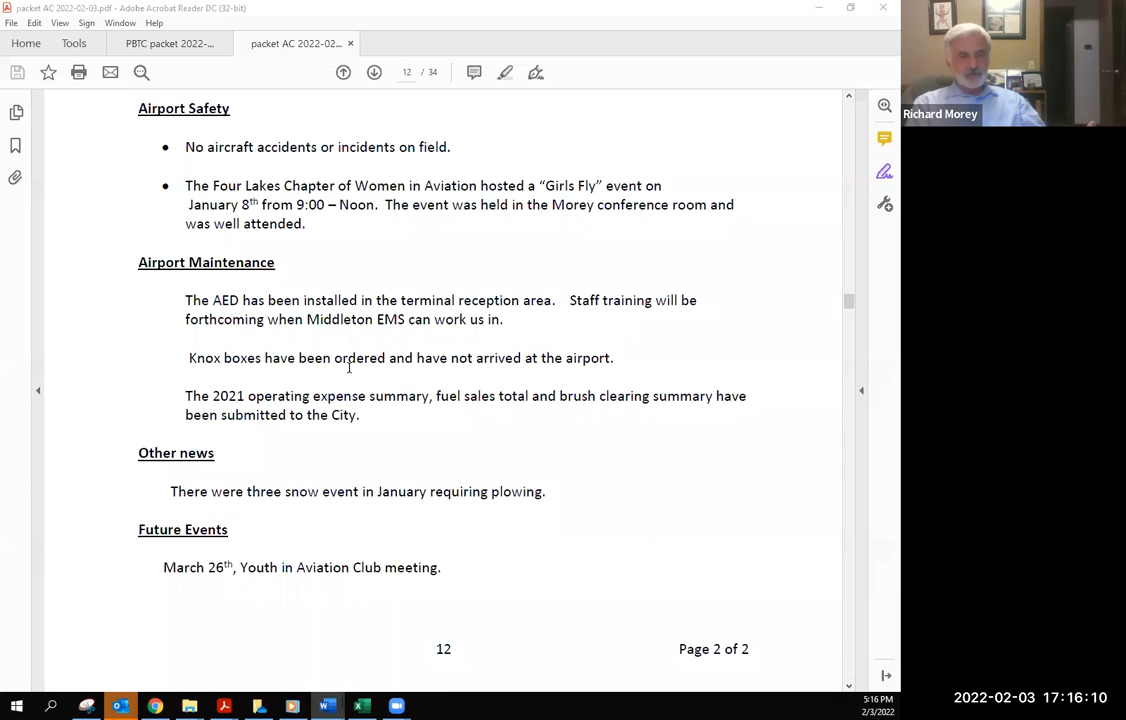 packet AC 2022-02-03.pdf - Adobe Acrobat Reader DC (32-bit)
File Edit View Sign Window Help
Home Tools PBTC packet 2022-... packet AC 2022-02... ×
12 / 34
Richard Morey
Airport Safety
• No aircraft accidents or incidents on field.
• The Four Lakes Chapter of Women in Aviation hosted a “Girls Fly” event on
January 8th from 9:00 – Noon. The event was held in the Morey conference room and
was well attended.
Airport Maintenance
The AED has been installed in the terminal reception area. Staff training will be
forthcoming when Middleton EMS can work us in.
Knox boxes have been ordered and have not arrived at the airport.
The 2021 operating expense summary, fuel sales total and brush clearing summary have
been submitted to the City.
Other news
There were three snow event in January requiring plowing.
Future Events
March 26th, Youth in Aviation Club meeting.
12 Page 2 of 2
5:16 PM
2/3/2022
2022-02-03 17:16:10